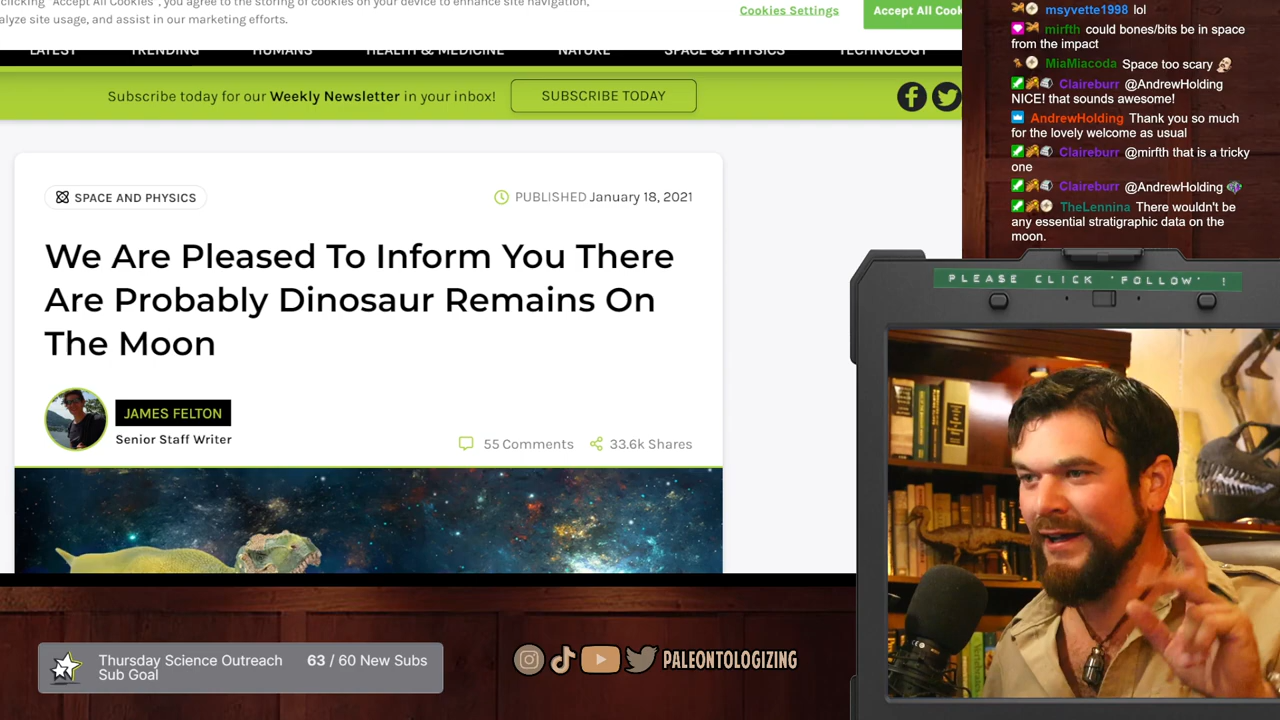 clicking "Accept All Cookies", you agree to the storing of cookies on your device to enhance site navigation,
alyze site usage, and assist in our marketing efforts.
Cookies Settings
Accept All Cook
LATEST TRENDING HUMANS HEALTH & MEDICINE NATURE SPACE & PHYSICS TECHNOLOGY
Subscribe today for our Weekly Newsletter in your inbox!
SUBSCRIBE TODAY
SPACE AND PHYSICS
PUBLISHED January 18, 2021
We Are Pleased To Inform You There
Are Probably Dinosaur Remains On
The Moon
JAMES FELTON
Senior Staff Writer
55 Comments
33.6k Shares
msyvette1998 lol
mirfth could bones/bits be in space
from the impact
MiaMiacoda Space too scary
Claireburr @AndrewHolding
NICE! that sounds awesome!
AndrewHolding Thank you so much
for the lovely welcome as usual
Claireburr @mirfth that is a tricky
one
Claireburr @AndrewHolding
TheLennina There wouldn't be
any essential stratigraphic data on the
moon.
PLEASE CLICK 'FOLLOW' !
Thursday Science Outreach
Sub Goal
63 / 60 New Subs
PALEONTOLOGIZING